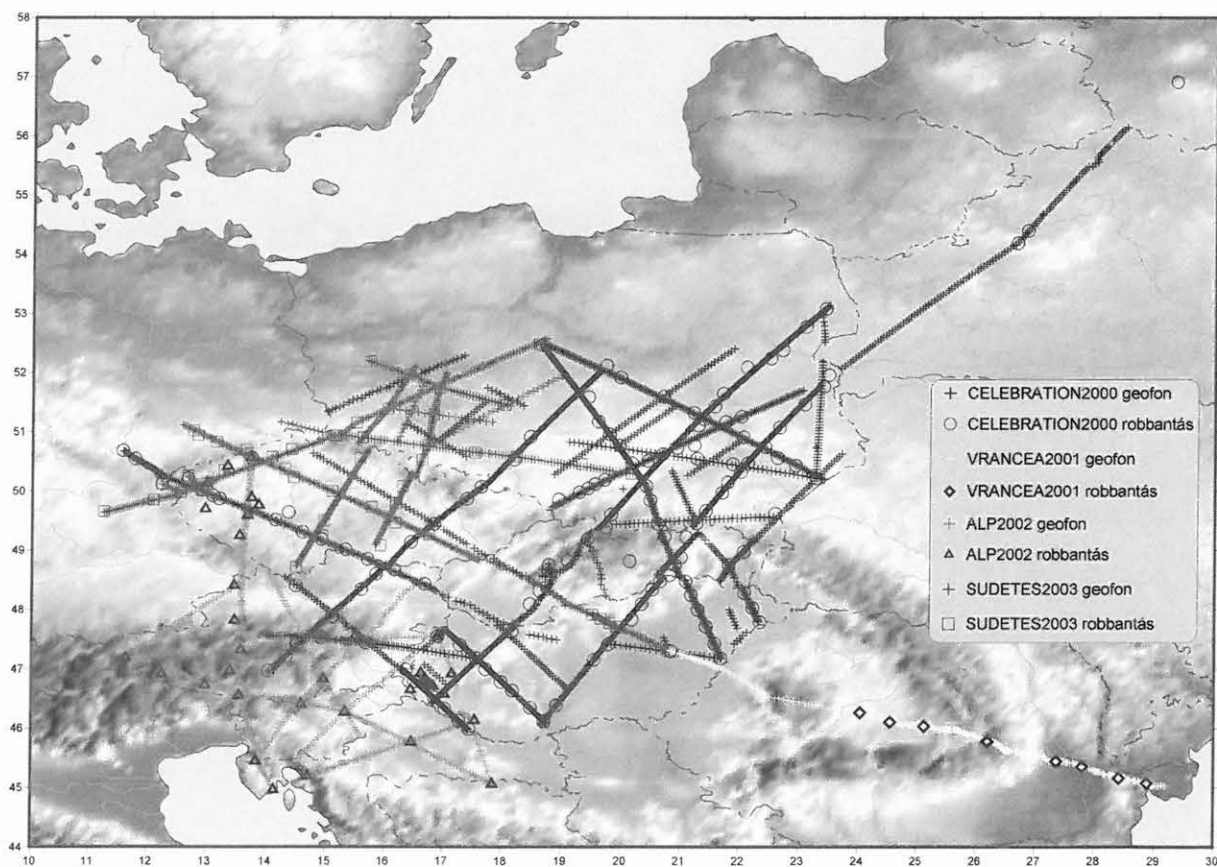 58
57
56
55
54
53
52
51
50
49
48
47
46
45
44
CELEBRATION2000 geofon
CELEBRATION2000 robbantás
VRANCEA2001 geofon
VRANCEA2001 robbantás
ALP2002 geofon
ALP2002 robbantás
SUDETES2003 geofon
SUDETES2003 robbantás
10 11 12 13 14 15 16 17 18 19 20 21 22 23 24 25 26 27 28 29 30